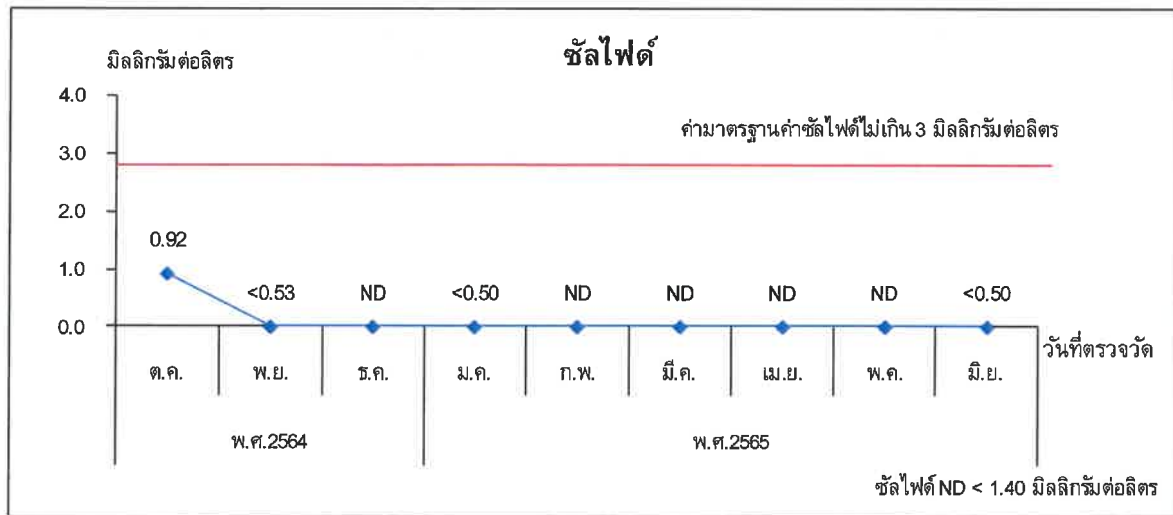 ซัลไฟด์
มิลลิกรัมต่อลิตร
4.0
ค่ามาตรฐานค่าซัลไฟด์ไม่เกิน 3 มิลลิกรัมต่อลิตร
3.0
2.0
0.92
1.0
<0.53 ND <0.50 ND ND ND ND <0.50
0.0
วันที่ตรวจวัด
ต.ค. พ.ย. ธ.ค. ม.ค. ก.พ. มี.ค. เม.ย. พ.ค. มิ.ย.
พ.ศ.2564 พ.ศ.2565
ซัลไฟด์ ND < 1.40 มิลลิกรัมต่อลิตร